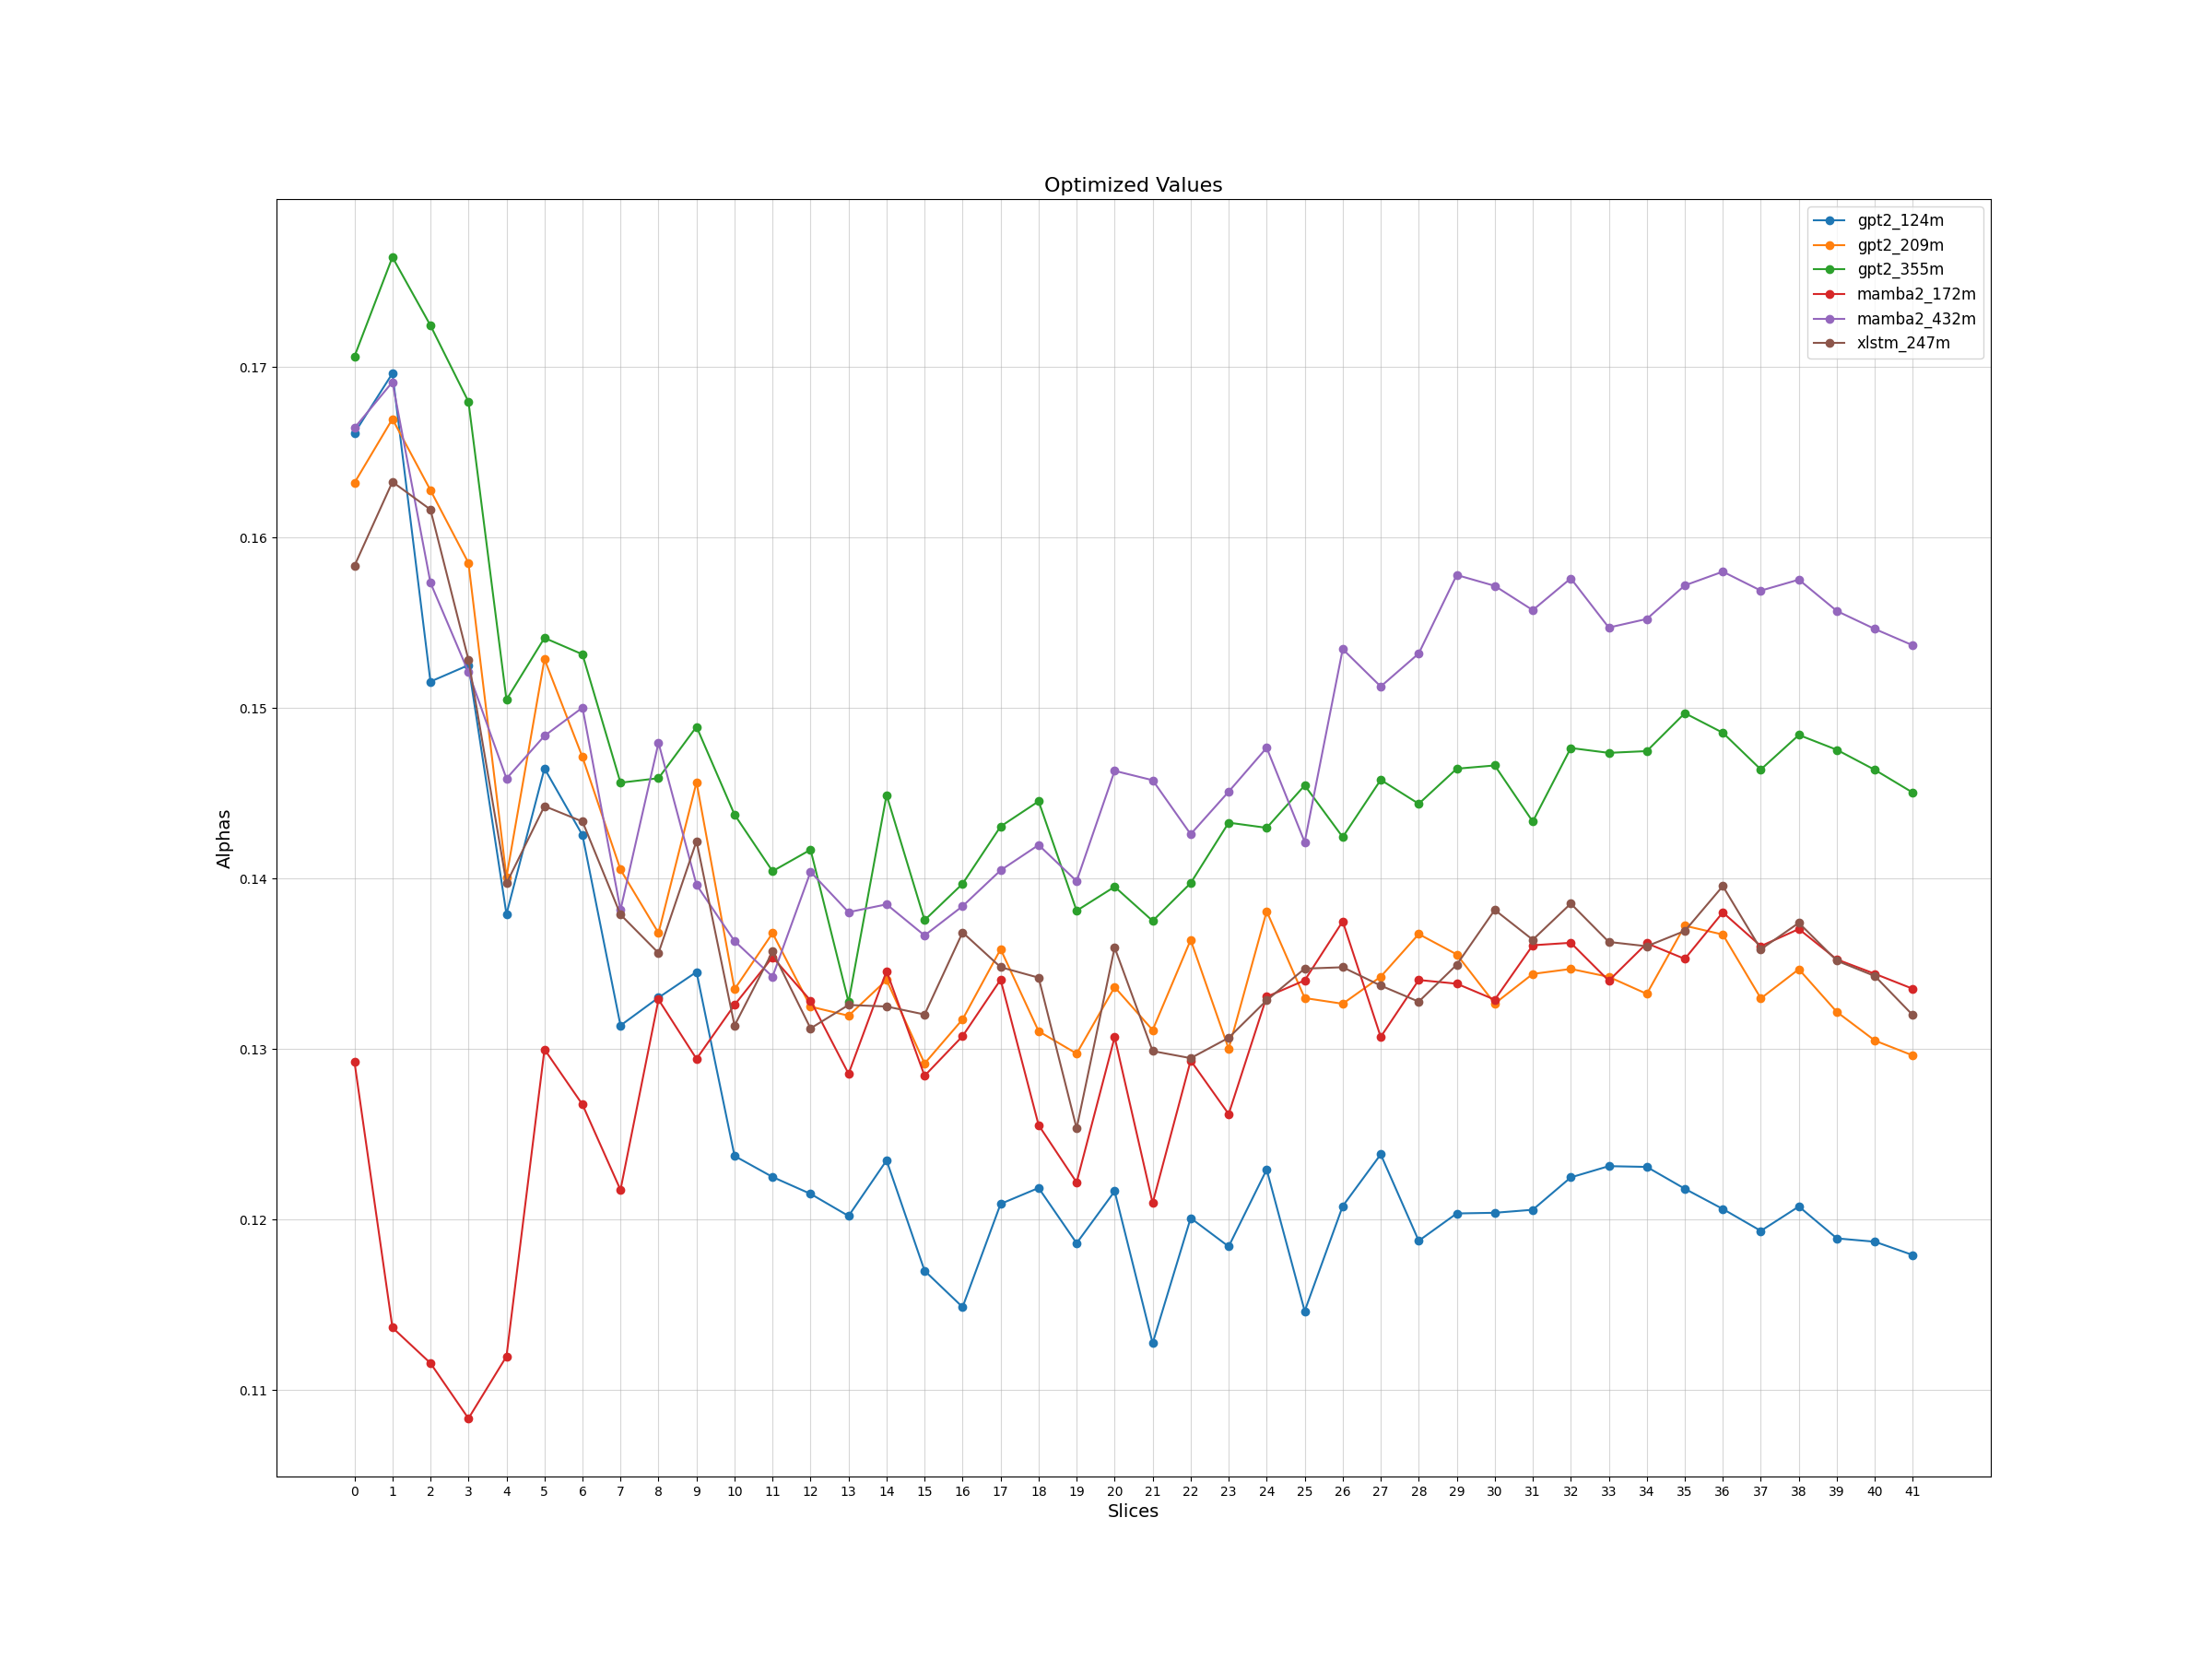 Optimized Values
gpt2_124m
gpt2_209m
gpt2_355m
mamba2_172m
mamba2_432m
xlstm_247m
0.17
0.16
0.15
0.14
0.13
0.12
0.11
Alphas
0 1 2 3 4 5 6 7 8 9 10 11 12 13 14 15 16 17 18 19 20 21 22 23 24 25 26 27 28 29 30 31 32 33 34 35 36 37 38 39 40 41
Slices